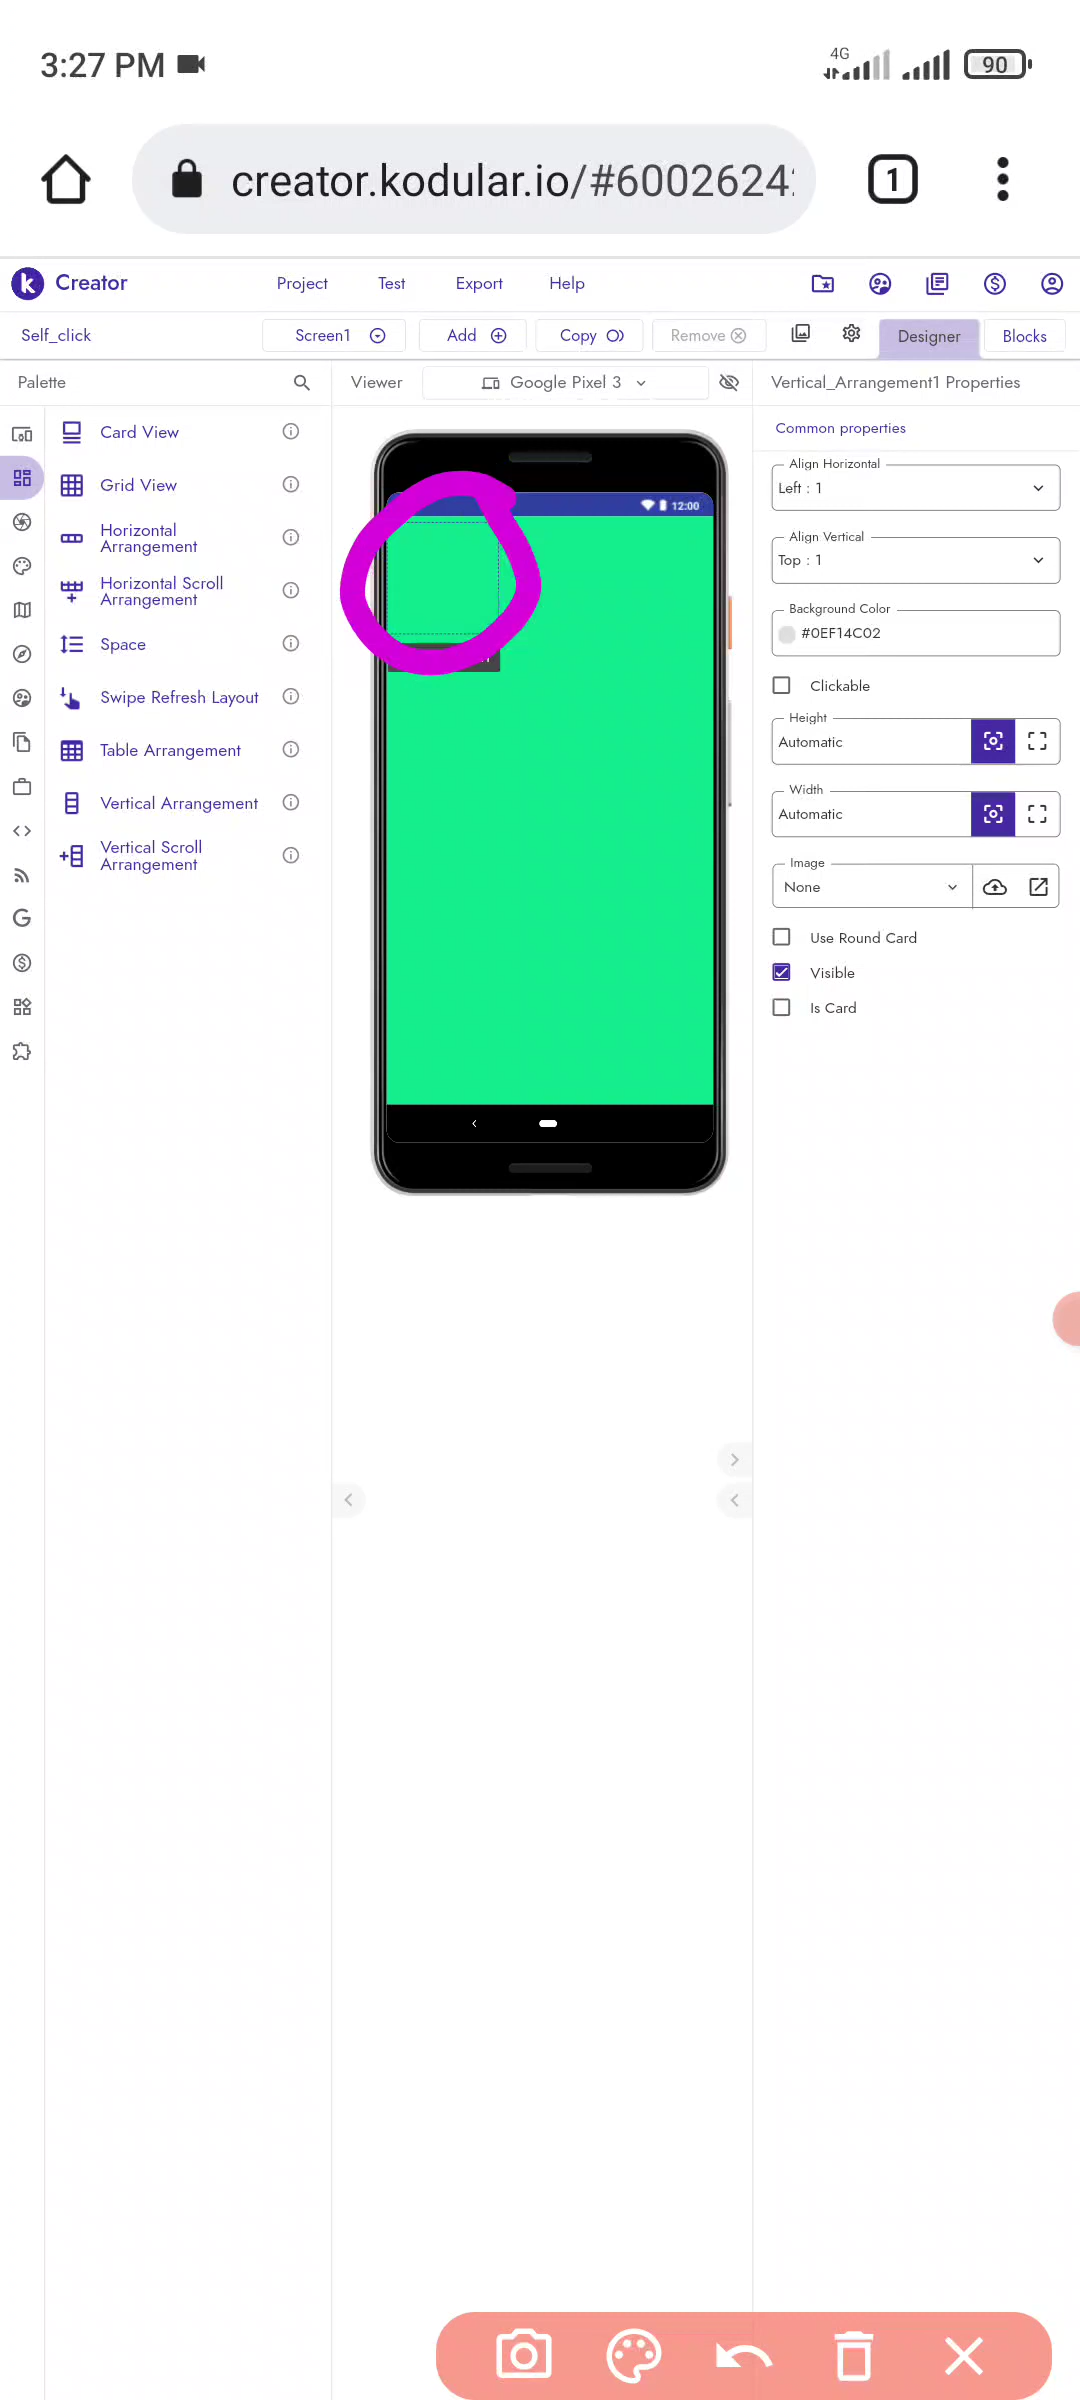 3:27 PM
4G
90
creator.kodular.io/#6002624
1
k Creator
Project
Test
Export
Help
Self_click
Screen1
Add
Copy
Remove
Designer
Blocks
Palette
Viewer
Google Pixel 3
Vertical_Arrangement1 Properties
Card View
Grid View
Horizontal
Arrangement
Horizontal Scroll
Arrangement
Space
Swipe Refresh Layout
Table Arrangement
Vertical Arrangement
Vertical Scroll
Arrangement
G
12:00
Common properties
Align Horizontal
Left : 1
Align Vertical
Top : 1
Background Color
#0EF14C02
Clickable
Height
Automatic
Width
Automatic
Image
None
Use Round Card
Visible
Is Card